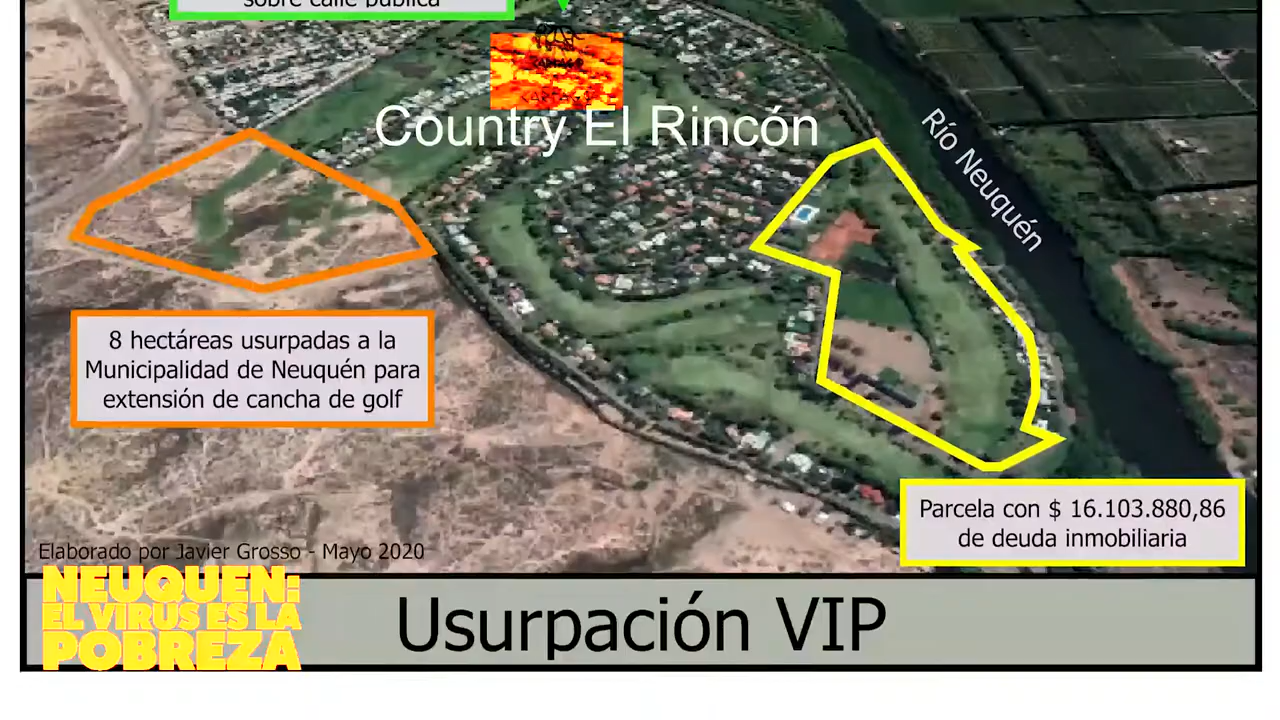 sobre calle pública
KARTAGO
KARTAGO
Country El Rincón
Río Neuquén
8 hectáreas usurpadas a la
Municipalidad de Neuquén para
extensión de cancha de golf
Parcela con $ 16.103.880,86
de deuda inmobiliaria
Elaborado por Javier Grosso - Mayo 2020
NEUQUEN:
EL VIRUS ES LA
POBREZA
Usurpación VIP